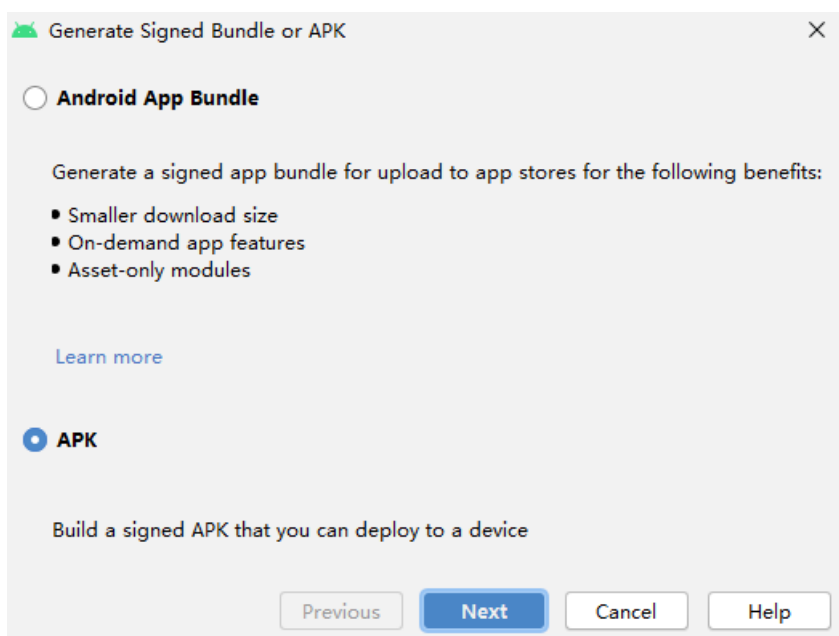 Generate Signed Bundle or APK
Android App Bundle
Generate a signed app bundle for upload to app stores for the following benefits:
• Smaller download size
• On-demand app features
• Asset-only modules
Learn more
APK
Build a signed APK that you can deploy to a device
Previous Next Cancel Help